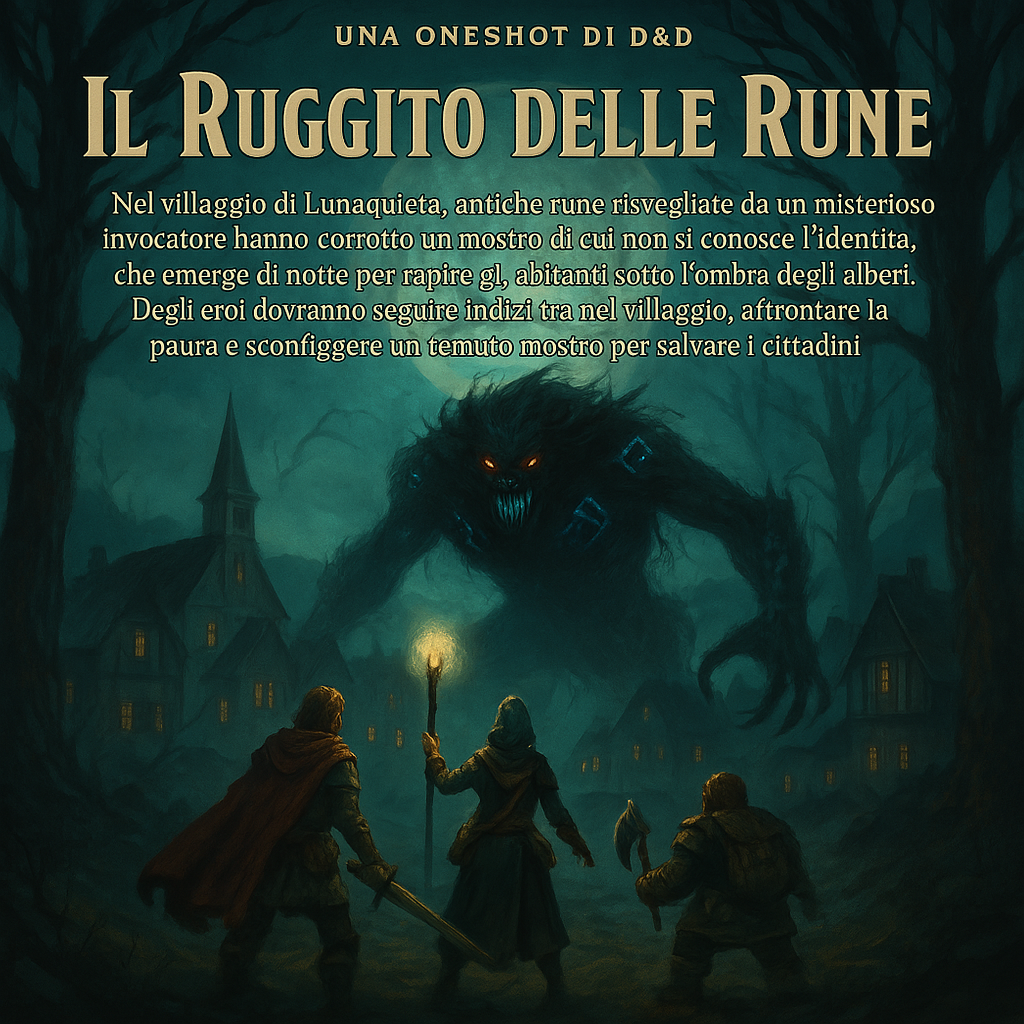 UNA ONESHOT DI D&D
IL RUGGITO DELLE RUNE
Nel villaggio di Lunaquieta, antiche rune risvegliate da un misterioso
invocatore hanno corrotto un mostro di cui non si conosce l'identita,
che emerge di notte per rapire gl, abitanti sotto l'ombra degli alberi.
Degli eroi dovranno seguire indizi tra nel villaggio, affrontare la
paura e sconfiggere un temuto mostro per salvare i cittadini